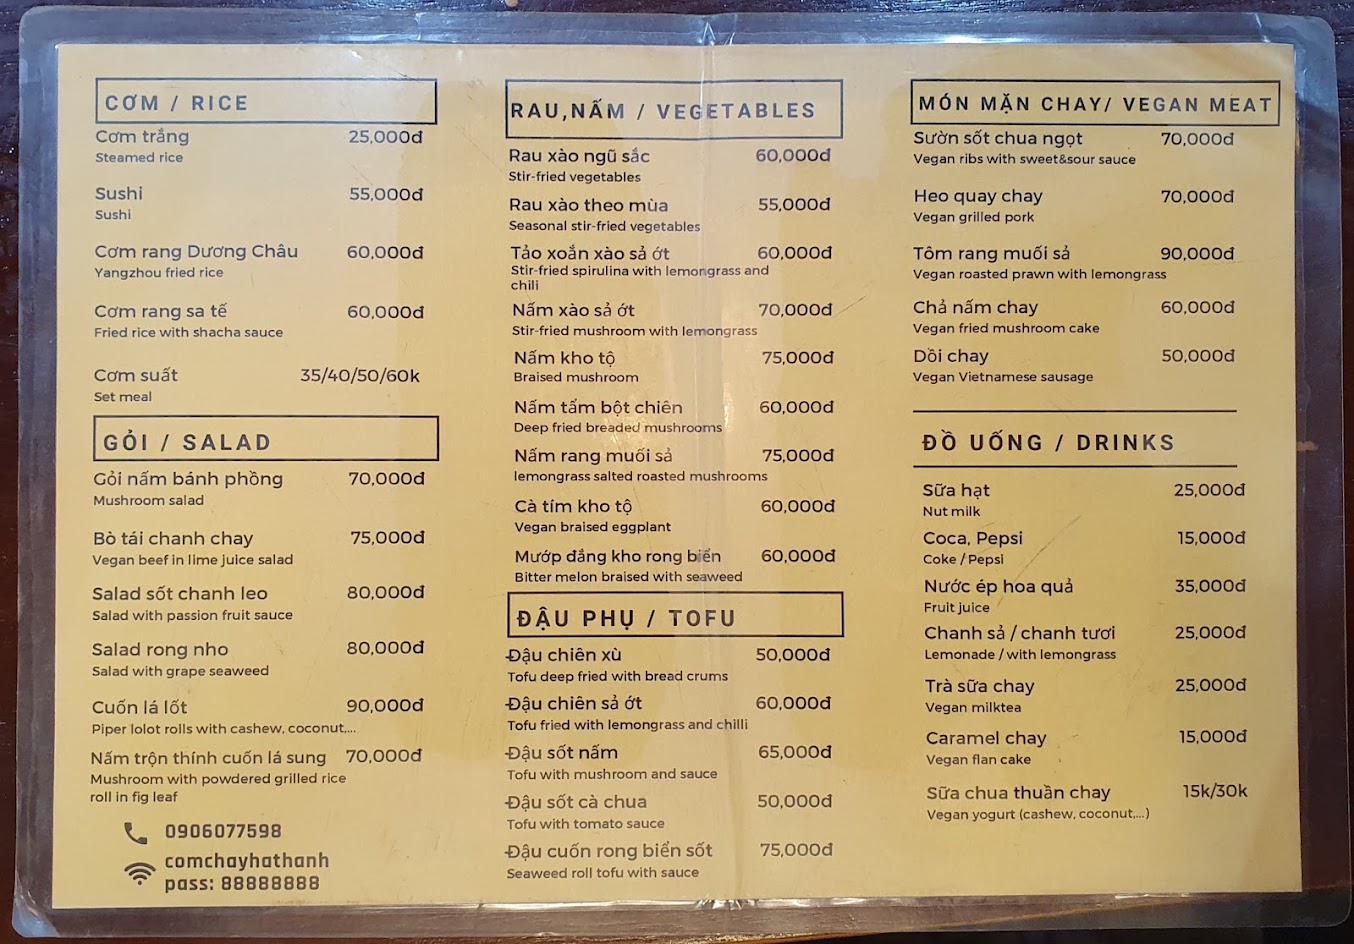 CƠM / RICE
Cơm trắng 25,000đ
Steamed rice
Sushi 55,000đ
Sushi
Cơm rang Dương Châu 60,000đ
Yangzhou fried rice
Cơm rang sa tế 60,000đ
Fried rice with shacha sauce
Cơm suất 35/40/50/60k
Set meal
GỎI / SALAD
Gỏi nấm bánh phồng 70,000đ
Mushroom salad
Bò tái chanh chay 75,000đ
Vegan beef in lime juice salad
Salad sốt chanh leo 80,000đ
Salad with passion fruit sauce
Salad rong nho 80,000đ
Salad with grape seaweed
Cuốn lá lốt 90,000đ
Piper lolot rolls with cashew, coconut,...
Nấm trộn thính cuốn lá sung 70,000đ
Mushroom with powdered grilled rice
roll in fig leaf
0906077598
comchayhathanh
pass: 88888888
RAU,NẤM / VEGETABLES
Rau xào ngũ sắc 60,000đ
Stir-fried vegetables
Rau xào theo mùa 55,000đ
Seasonal stir-fried vegetables
Tảo xoắn xào sả ớt 60,000đ
Stir-fried spirulina with lemongrass and
chili
Nấm xào sả ớt 70,000đ
Stir-fried mushroom with lemongrass
Nấm kho tộ 75,000đ
Braised mushroom
Nấm tẩm bột chiên 60,000đ
Deep fried breaded mushrooms
Nấm rang muối sả 75,000đ
lemongrass salted roasted mushrooms
Cà tím kho tộ 60,000đ
Vegan braised eggplant
Mướp đắng kho rong biển 60,000đ
Bitter melon braised with seaweed
ĐẬU PHỤ / TOFU
Đậu chiên xù 50,000đ
Tofu deep fried with bread crums
Đậu chiên sả ớt 60,000đ
Tofu fried with lemongrass and chilli
Đậu sốt nấm 65,000đ
Tofu with mushroom and sauce
Đậu sốt cà chua 50,000đ
Tofu with tomato sauce
Đậu cuốn rong biển sốt 75,000đ
Seaweed roll tofu with sauce
MÓN MẶN CHAY/ VEGAN MEAT
Sườn sốt chua ngọt 70,000đ
Vegan ribs with sweet&sour sauce
Heo quay chay 70,000đ
Vegan grilled pork
Tôm rang muối sả 90,000đ
Vegan roasted prawn with lemongrass
Chả nấm chay 60,000đ
Vegan fried mushroom cake
Dồi chay 50,000đ
Vegan Vietnamese sausage
ĐỒ UỐNG / DRINKS
Sữa hạt 25,000đ
Nut milk
Coca, Pepsi 15,000đ
Coke / Pepsi
Nước ép hoa quả 35,000đ
Fruit juice
Chanh sả / chanh tươi 25,000đ
Lemonade / with lemongrass
Trà sữa chay 25,000đ
Vegan milktea
Caramel chay 15,000đ
Vegan flan cake
Sữa chua thuần chay 15k/30k
Vegan yogurt (cashew, coconut,...)